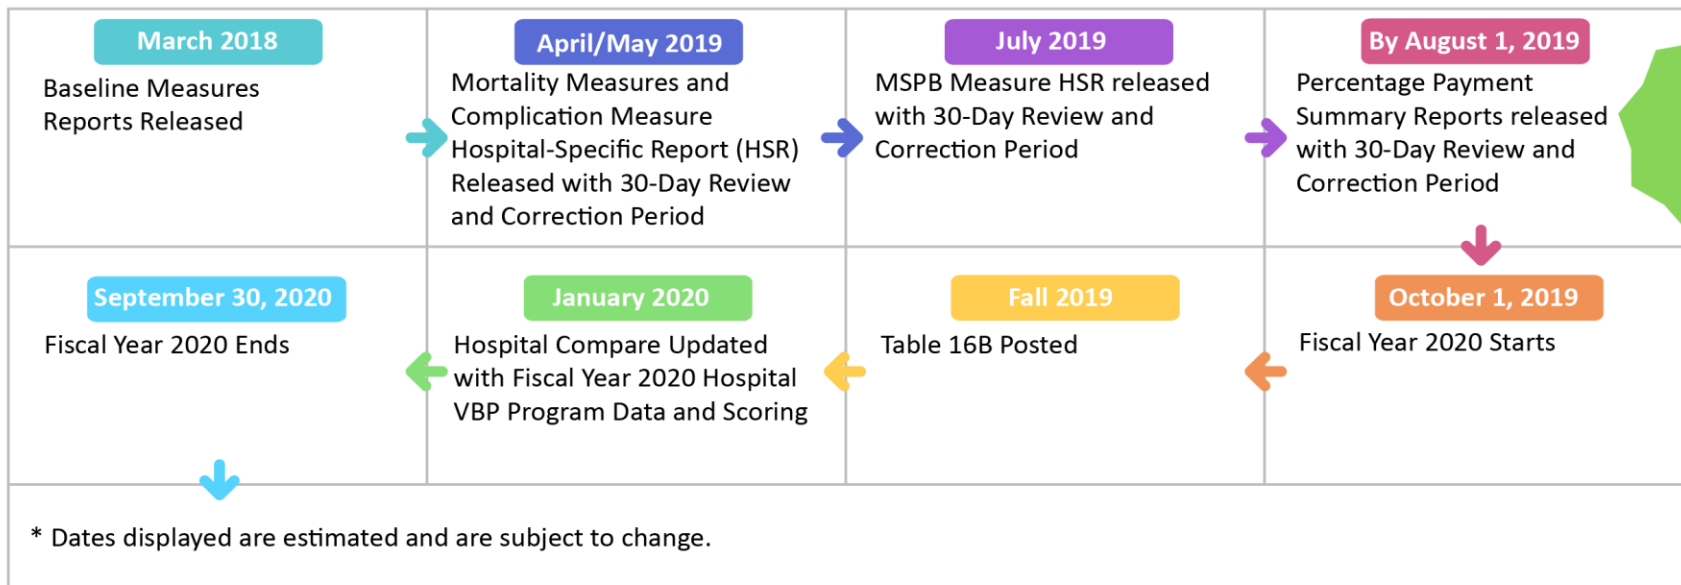 March 2018
Baseline Measures
Reports Released
April/May 2019
Mortality Measures and
Complication Measure
Hospital-Specific Report (HSR)
Released with 30-Day Review
and Correction Period
July 2019
MSPB Measure HSR released
with 30-Day Review and
Correction Period
By August 1, 2019
Percentage Payment
Summary Reports released
with 30-Day Review and
Correction Period
October 1, 2019
Fiscal Year 2020 Starts
Fall 2019
Table 16B Posted
January 2020
Hospital Compare Updated
with Fiscal Year 2020 Hospital
VBP Program Data and Scoring
September 30, 2020
Fiscal Year 2020 Ends
* Dates displayed are estimated and are subject to change.